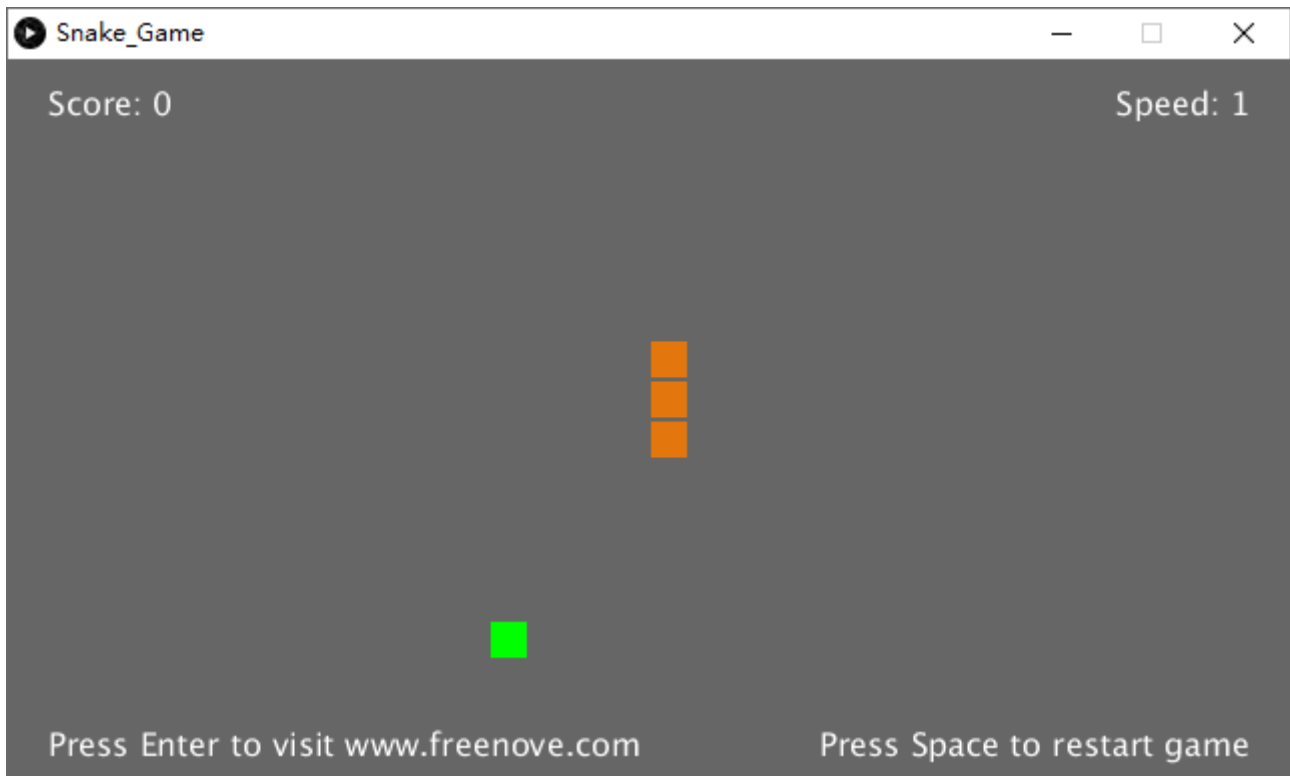 Snake_Game
Score: 0
Speed: 1
Press Enter to visit www.freenove.com
Press Space to restart game